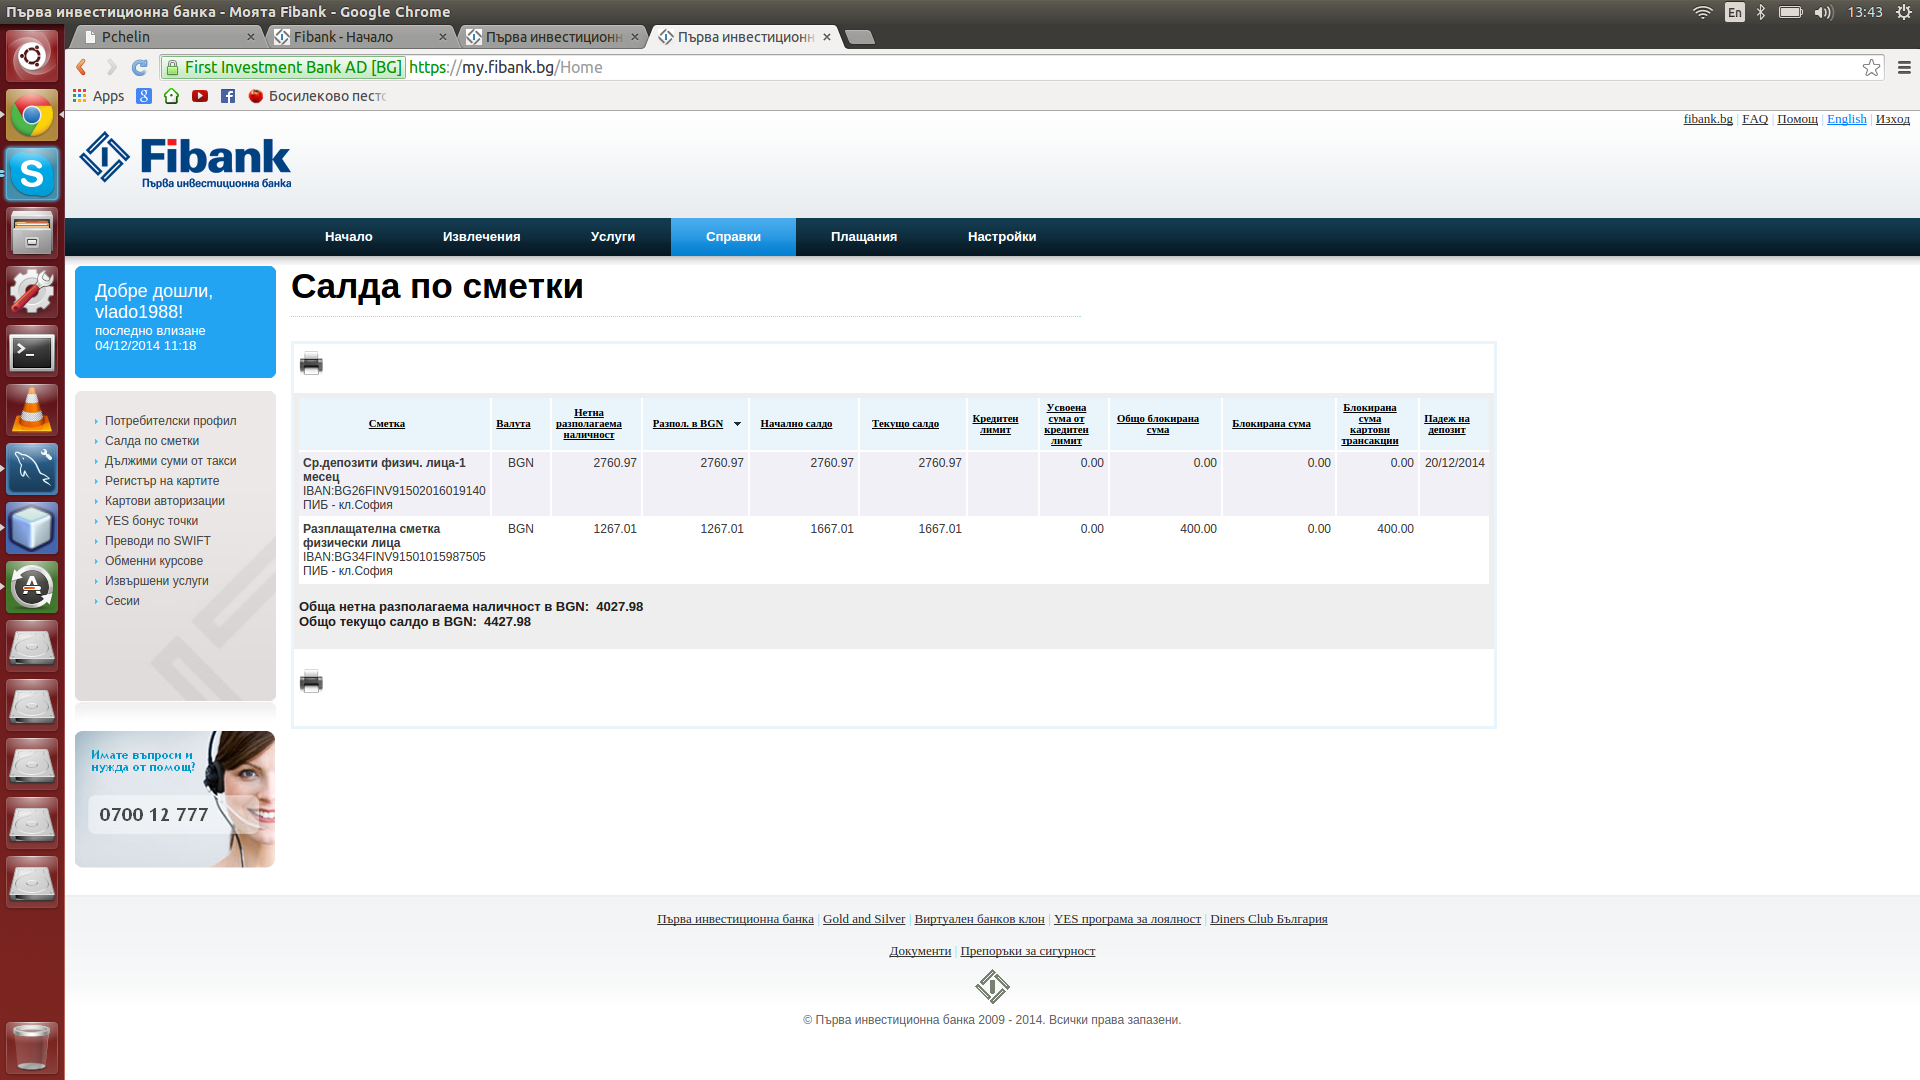 Първа инвестиционна банка - Моята Fibank - Google Chrome
En
13:43
Pchelin
Fibank - Начало
Първа инвестиционн
Първа инвестиционн
First Investment Bank AD [BG]
https://my.fibank.bg/Home
Apps
Босилеково песто
fibank.bg | FAQ | Помощ | English | Изход
Fibank
Първа инвестиционна банка
Начало
Извлечения
Услуги
Справки
Плащания
Настройки
Добре дошли,
vlado1988!
последно влизане
04/12/2014 11:18
Потребителски профил
Салда по сметки
Дължими суми от такси
Регистър на картите
Картови авторизации
YES бонус точки
Преводи по SWIFT
Обменни курсове
Извършени услуги
Сесии
Имате въпроси и
нужда от помощ?
0700 12 777
Салда по сметки
Сметка
Валута
Нетна
разполагаема
наличност
Разпол. в BGN
Начално салдо
Текущо салдо
Кредитен
лимит
Усвоена
сума от
кредитен
лимит
Общо блокирана
сума
Блокирана сума
Блокирана
сума
картови
трансакции
Падеж на
депозит
Ср.депозити физич. лица-1
месец
IBAN:BG26FINV91502016019140
ПИБ - кл.София
BGN
2760.97
2760.97
2760.97
2760.97
0.00
0.00
0.00
0.00
20/12/2014
Разплащателна сметка
физически лица
IBAN:BG34FINV91501015987505
ПИБ - кл.София
BGN
1267.01
1267.01
1667.01
1667.01
0.00
400.00
0.00
400.00
Обща нетна разполагаема наличност в BGN: 4027.98
Общо текущо салдо в BGN: 4427.98
Първа инвестиционна банка | Gold and Silver | Виртуален банков клон | YES програма за лоялност | Diners Club България
Документи | Препоръки за сигурност
© Първа инвестиционна банка 2009 - 2014. Всички права запазени.